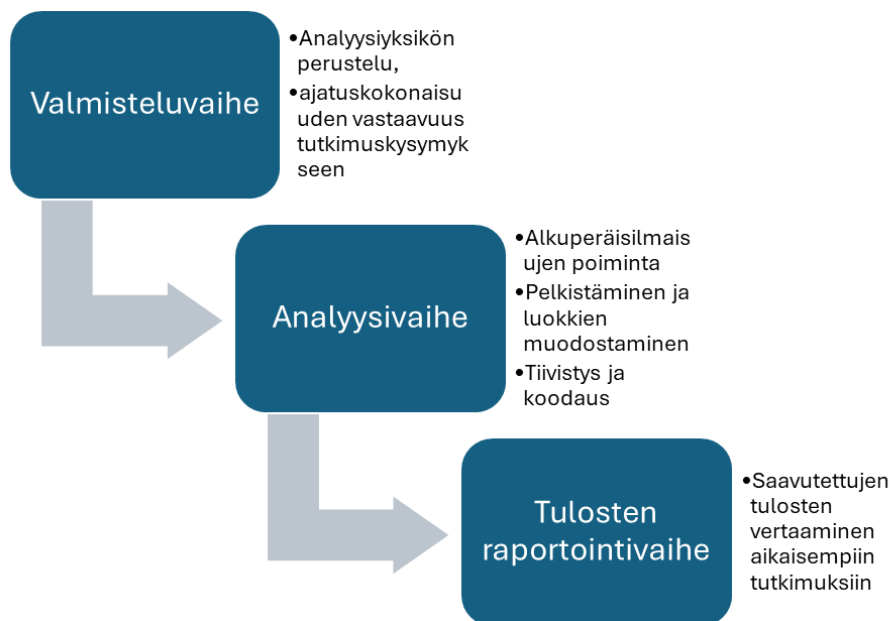 Valmisteluvaihe
•Analyysiyksikön
perustelu,
•ajatuskokonaisu
uden vastaavuus
tutkimuskysymyk
seen
Analyysivaihe
•Alkuperäisilmais
ujen poiminta
•Pelkistäminen ja
luokkien
muodostaminen
•Tiivistys ja
koodaus
Tulosten
raportointivaihe
•Saavutettujen
tulosten
vertaaminen
aikaisempiin
tutkimuksiin